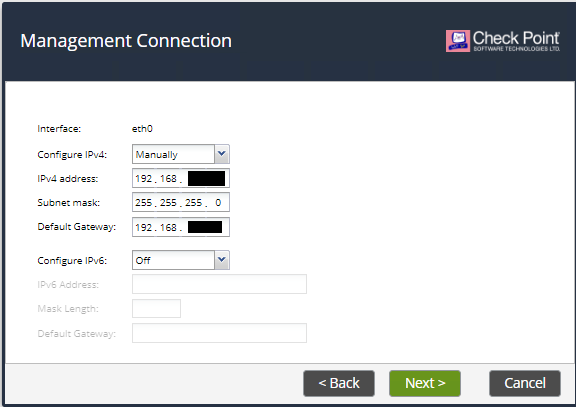 Management Connection
Check Point
SOFTWARE TECHNOLOGIES LTD.
Interface: eth0
Configure IPv4: Manually
IPv4 address: 192 . 168 .
Subnet mask: 255 . 255 . 255 . 0
Default Gateway: 192 . 168 .
Configure IPv6: Off
IPv6 Address:
Mask Length:
Default Gateway:
< Back Next > Cancel